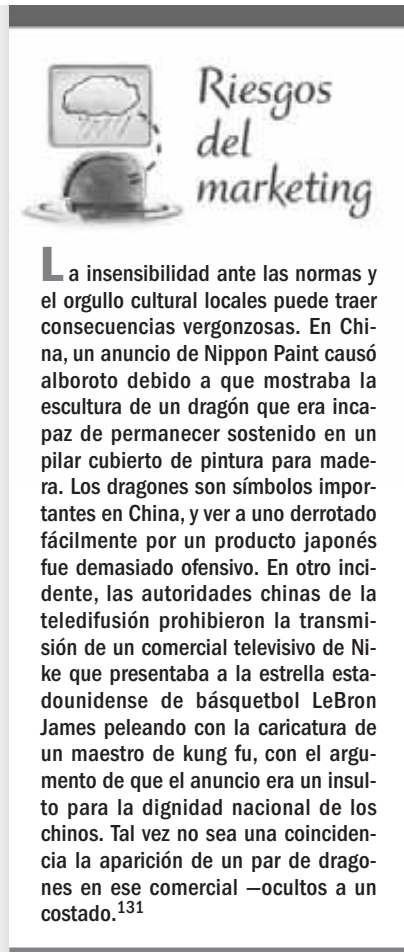 Riesgos
del
marketing
La insensibilidad ante las normas y
el orgullo cultural locales puede traer
consecuencias vergonzosas. En Chi-
na, un anuncio de Nippon Paint causó
alboroto debido a que mostraba la
escultura de un dragón que era inca-
paz de permanecer sostenido en un
pilar cubierto de pintura para made-
ra. Los dragones son símbolos impor-
tantes en China, y ver a uno derrotado
fácilmente por un producto japonés
fue demasiado ofensivo. En otro inci-
dente, las autoridades chinas de la
teledifusión prohibieron la transmi-
sión de un comercial televisivo de Ni-
ke que presentaba a la estrella esta-
dounidense de básquetbol LeBron
James peleando con la caricatura de
un maestro de kung fu, con el argu-
mento de que el anuncio era un insul-
to para la dignidad nacional de los
chinos. Tal vez no sea una coinciden-
cia la aparición de un par de drago-
nes en ese comercial —ocultos a un
costado.131